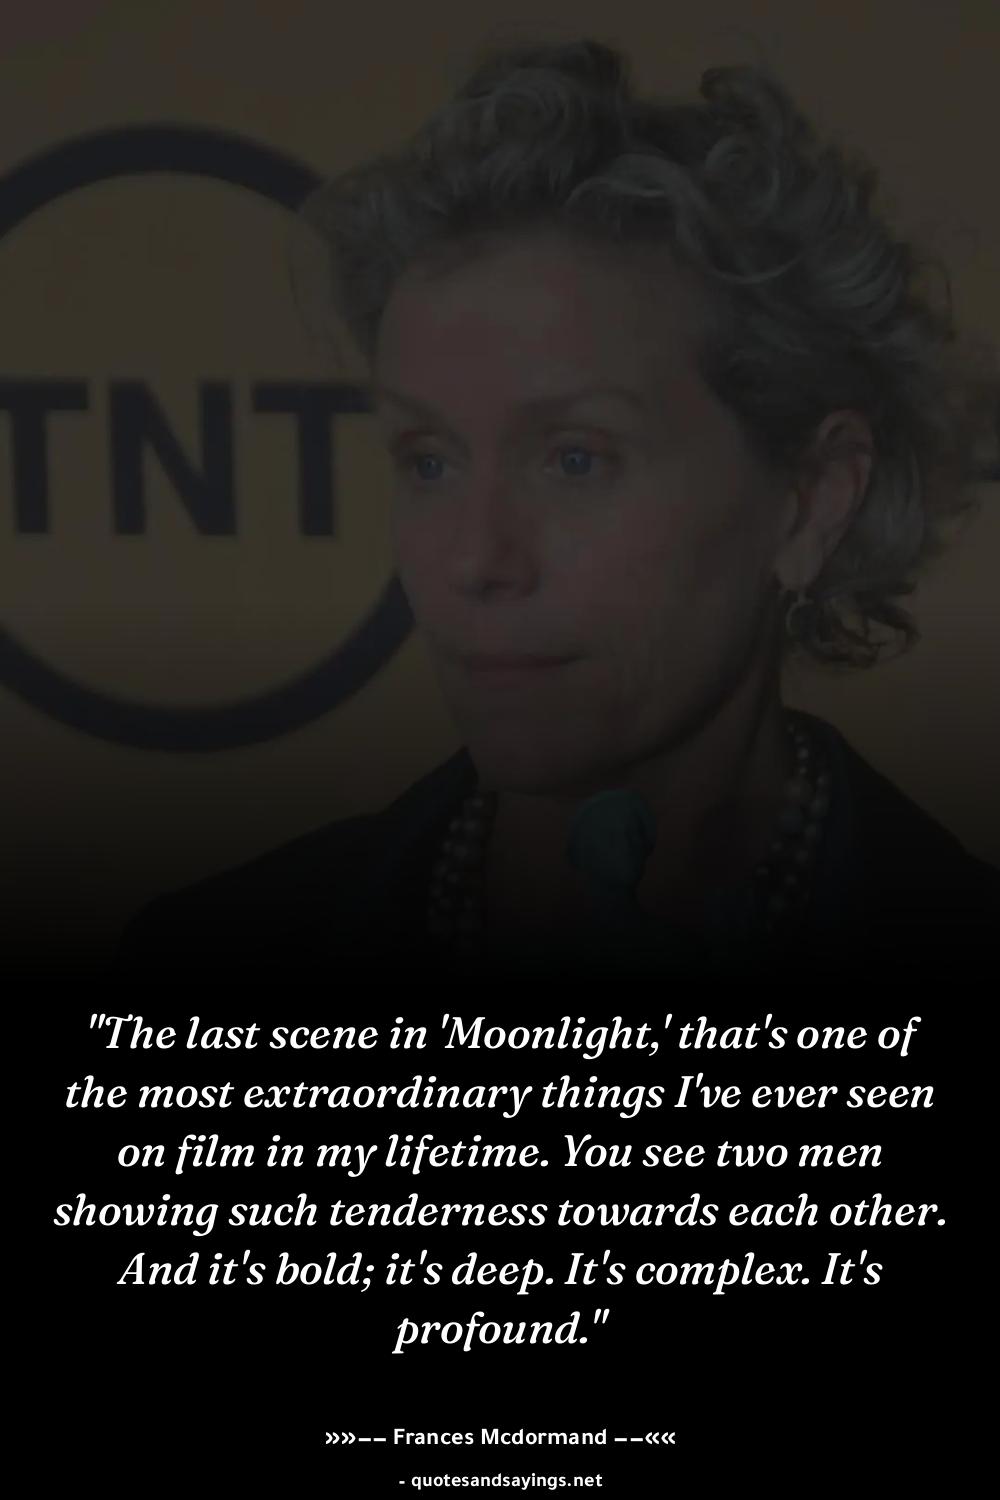 TNT
"The last scene in 'Moonlight,' that's one of
the most extraordinary things I've ever seen
on film in my lifetime. You see two men
showing such tenderness towards each other.
And it's bold; it's deep. It's complex. It's
profound."
»»−− Frances Mcdormand −−««
- quotesandsayings.net